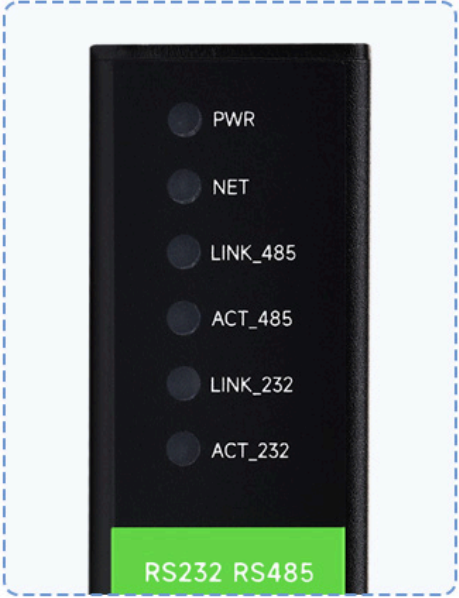 PWR
NET
LINK_485
ACT_485
LINK_232
ACT_232
RS232 RS485